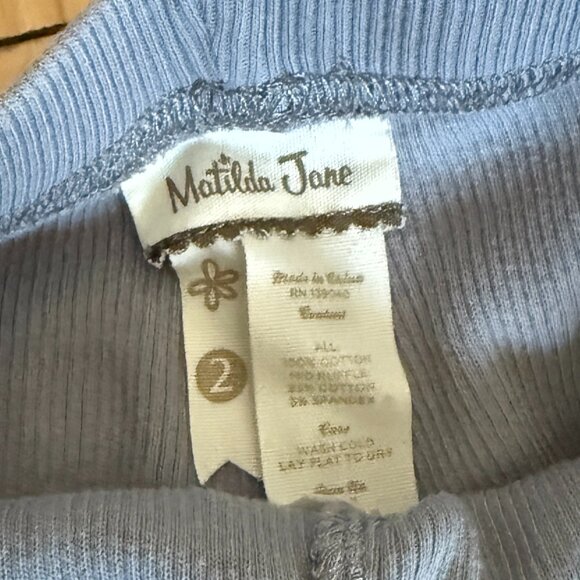 Matilda Jane
2
Made in China
RN 139040
Content
ALL
100% COTTON
MID RUFFLE
95% COTTON
5% SPANDEX
Care
WASH COLD
LAY FLAT TO DRY